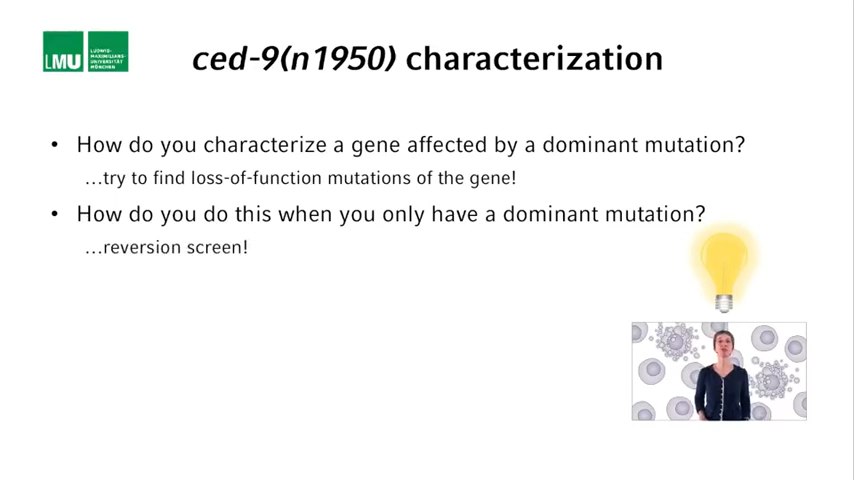 LMU
LUDWIG-
MAXIMILIANS-
UNIVERSITÄT
MÜNCHEN
ced-9(n1950) characterization
• How do you characterize a gene affected by a dominant mutation?
...try to find loss-of-function mutations of the gene!
• How do you do this when you only have a dominant mutation?
...reversion screen!